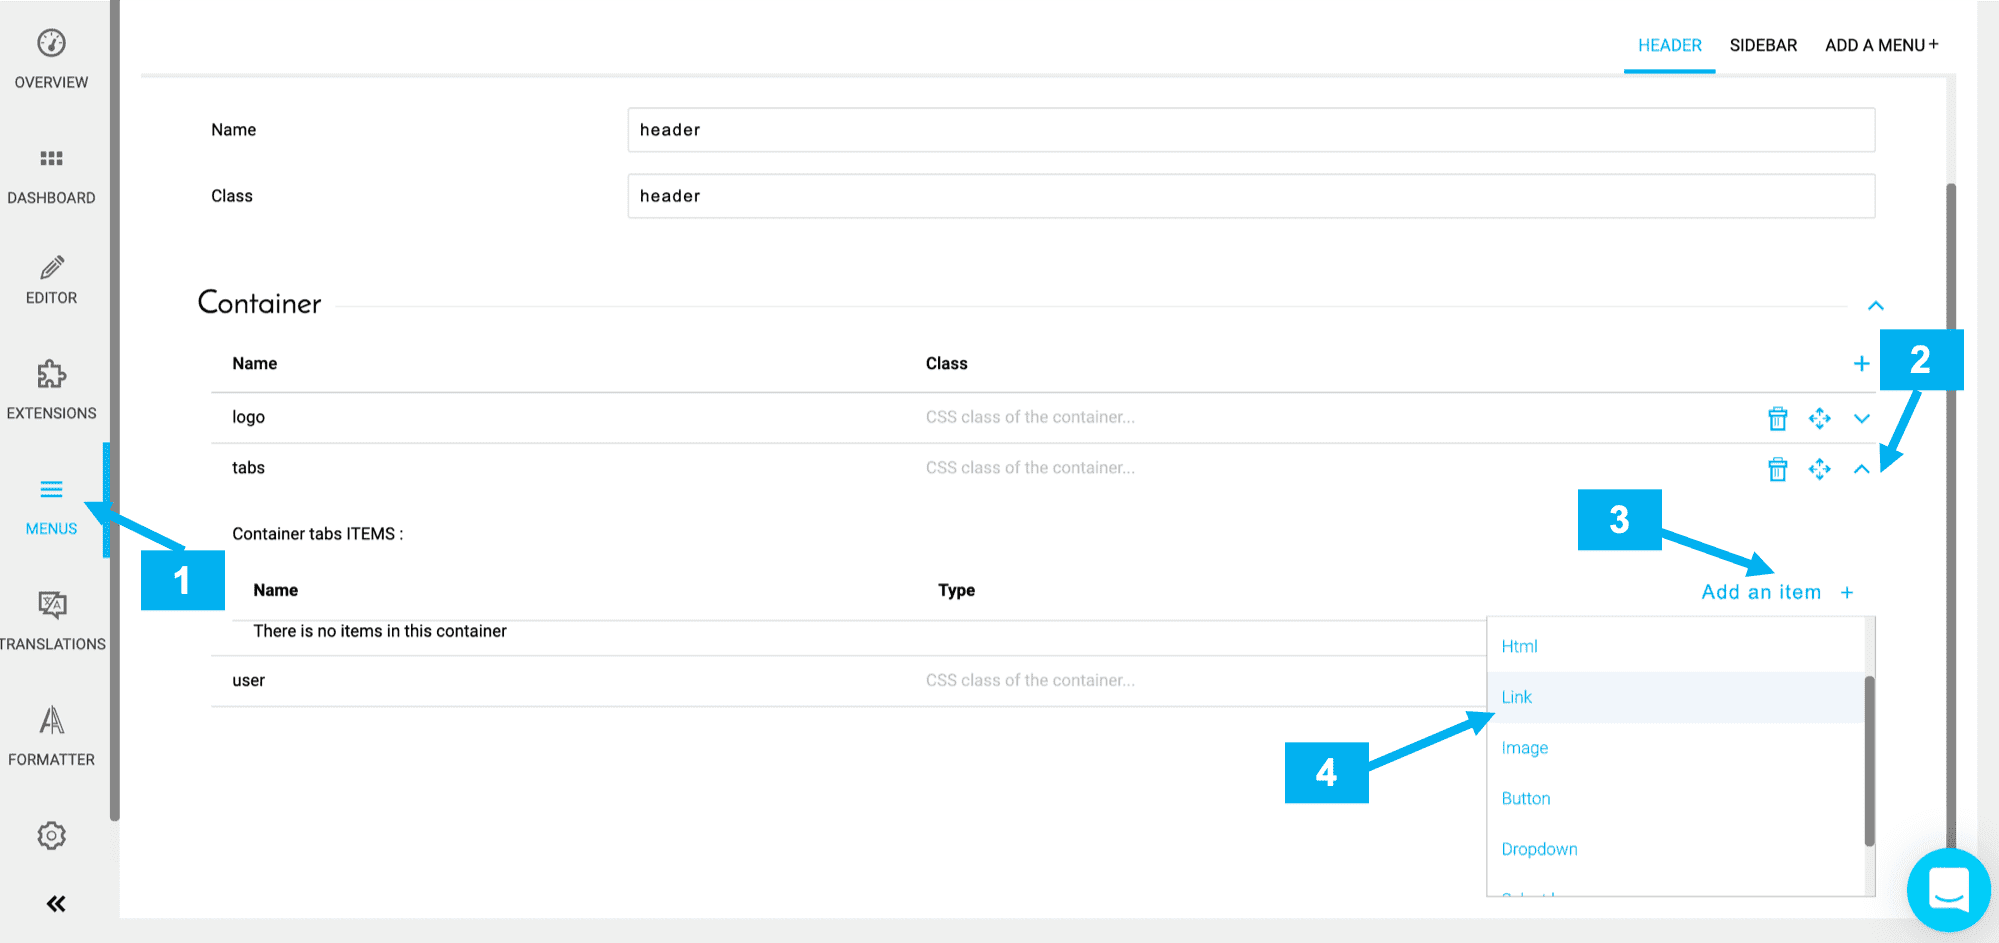 OVERVIEW
DASHBOARD
EDITOR
EXTENSIONS
MENUS
TRANSLATIONS
FORMATTER
HEADER SIDEBAR ADD A MENU +
Name header
Class header
Container
Name Class +
2
logo CSS class of the container...
tabs CSS class of the container...
Container tabs ITEMS :
3
1
Name Type Add an item +
There is no items in this container
user CSS class of the container...
Html
Link
Image
Button
Dropdown
4